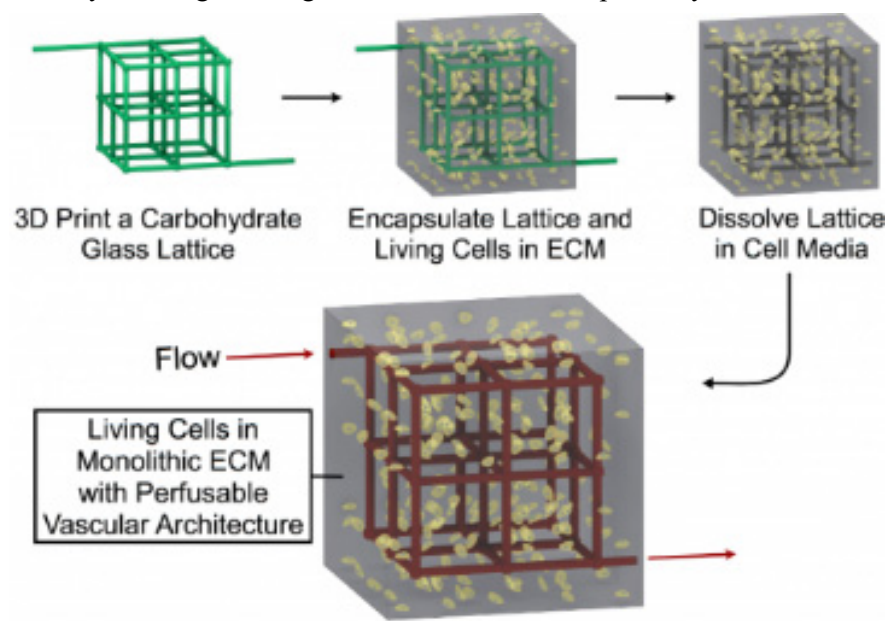 3D Print a Carbohydrate
Glass Lattice
Encapsulate Lattice and
Living Cells in ECM
Dissolve Lattice
in Cell Media
Flow
Living Cells in
Monolithic ECM
with Perfusable
Vascular Architecture